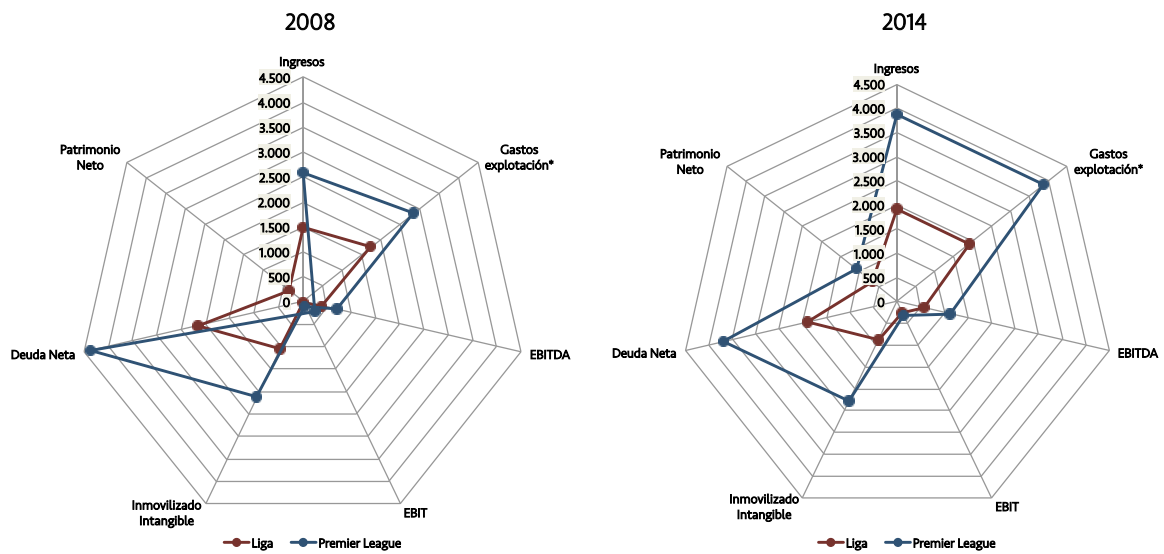 2008
Ingresos
4.500
4.000
3.500
3.000
2.500
2.000
1.500
1.000
500
0
Patrimonio
Neto
Gastos
explotación*
Deuda Neta
EBITDA
Inmovilizado
Intangible
EBIT
Liga
Premier League
2014
Ingresos
4.500
4.000
3.500
3.000
2.500
2.000
1.500
1.000
500
0
Patrimonio
Neto
Gastos
explotación*
Deuda Neta
EBITDA
Inmovilizado
Intangible
EBIT
Liga
Premier League